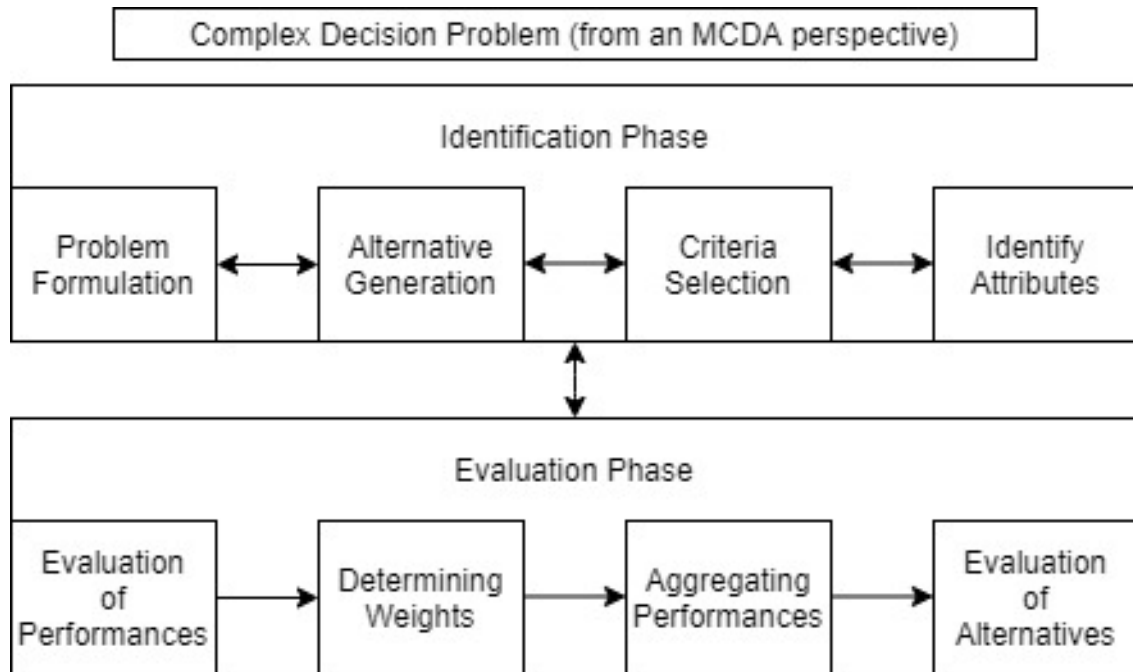 Complex Decision Problem (from an MCDA perspective)
Identification Phase
Problem
Formulation
Alternative
Generation
Criteria
Selection
Identify
Attributes
Evaluation Phase
Evaluation
of
Performances
Determining
Weights
Aggregating
Performances
Evaluation
of
Alternatives